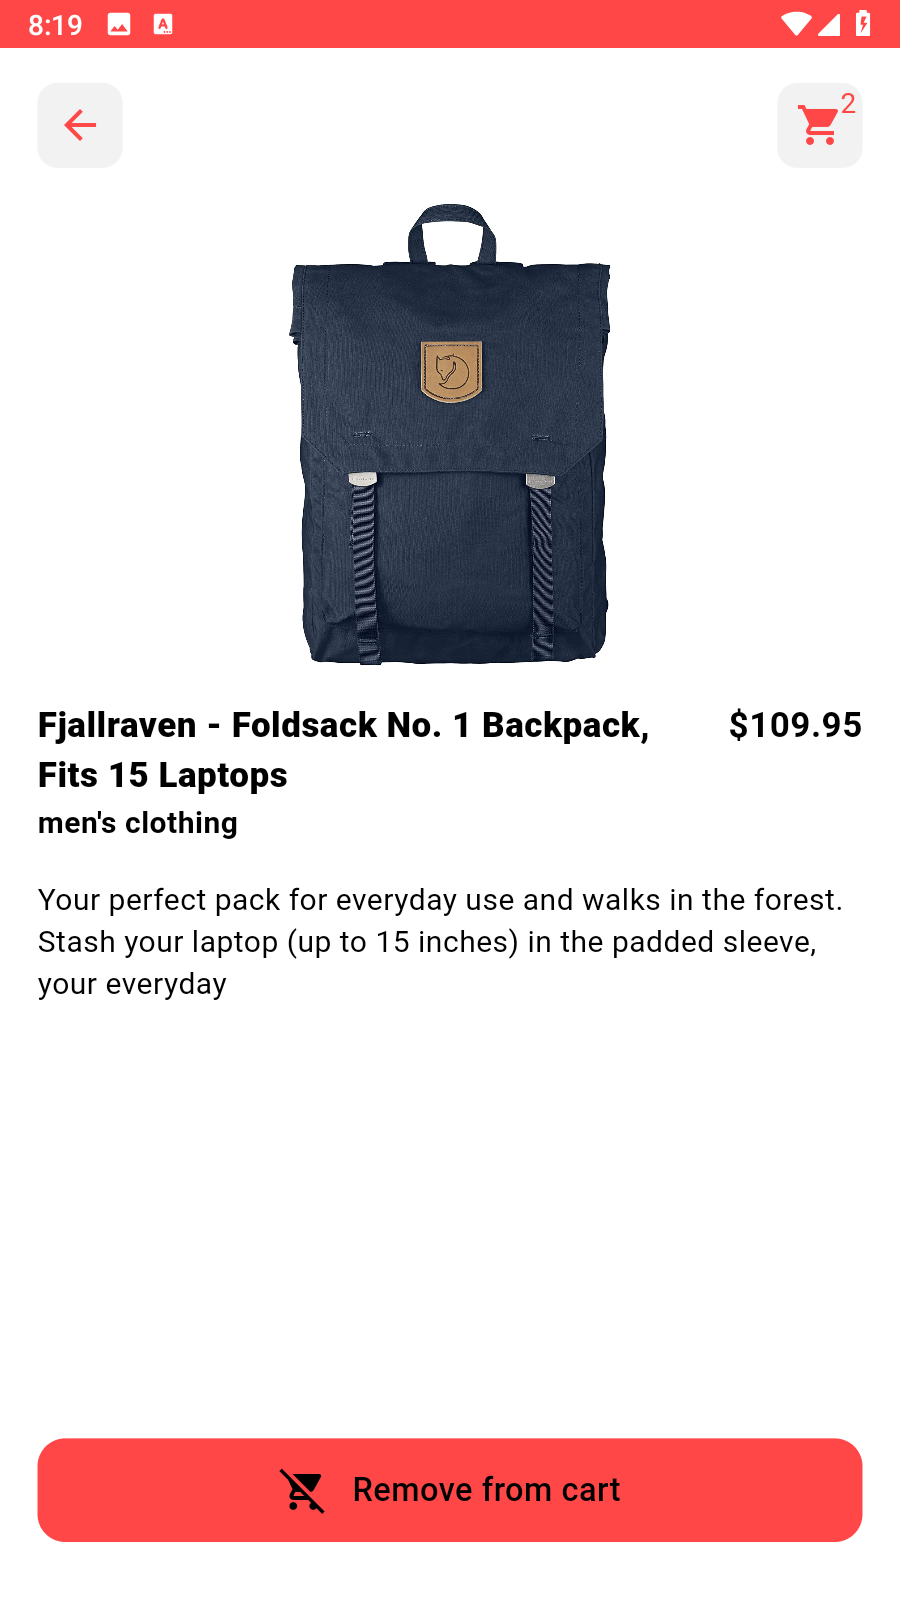 8:19
2
Fjallraven - Foldsack No. 1 Backpack,
Fits 15 Laptops
$109.95
men's clothing
Your perfect pack for everyday use and walks in the forest.
Stash your laptop (up to 15 inches) in the padded sleeve,
your everyday
Remove from cart